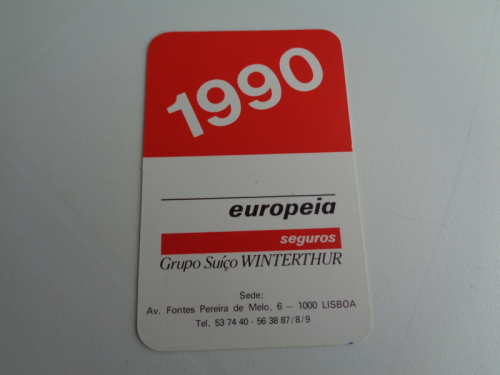 1990
europeia
seguros
Grupo Suíço WINTERTHUR
Sede:
Av. Fontes Pereira de Melo, 6 — 1000 LISBOA
Tel. 53 74 40 - 56 38 87/8/9